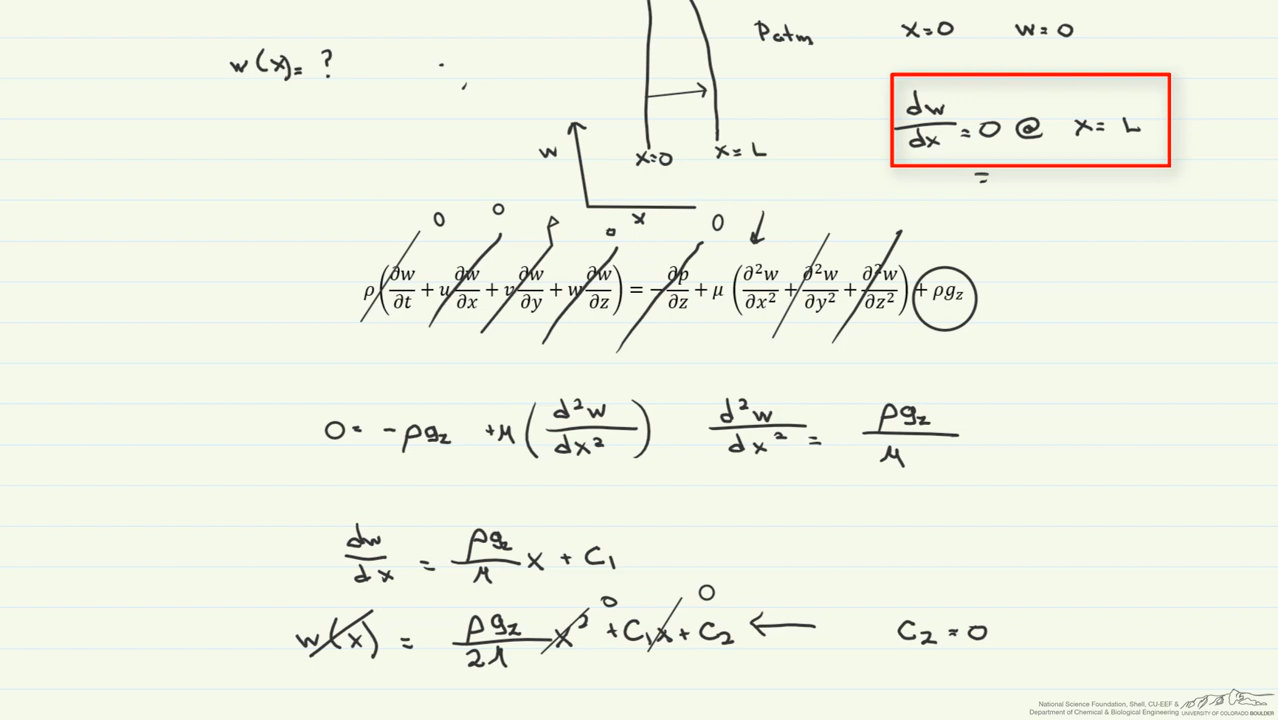 Patm x=0 w=0
w(x)= ?
dw/dx = 0 @ x= L
w x=0 x= L
=
x
0 0 0 0
ρ(∂w/∂t + u ∂w/∂x + v ∂w/∂y + w ∂w/∂z) = −∂p/∂z + μ(∂²w/∂x² + ∂²w/∂y² + ∂²w/∂z²) + ρg_z
0= -ρg_z +μ(d²w/dx²) d²w/dx² = ρg_z/μ
dw/dx = ρg_z/μ x + C₁
0 0
w(x) = ρg_z/2μ x² + C₁x + C₂ ← C₂ = 0
National Science Foundation, Shell, CU-EEF &
Department of Chemical & Biological Engineering UNIVERSITY OF COLORADO BOULDER